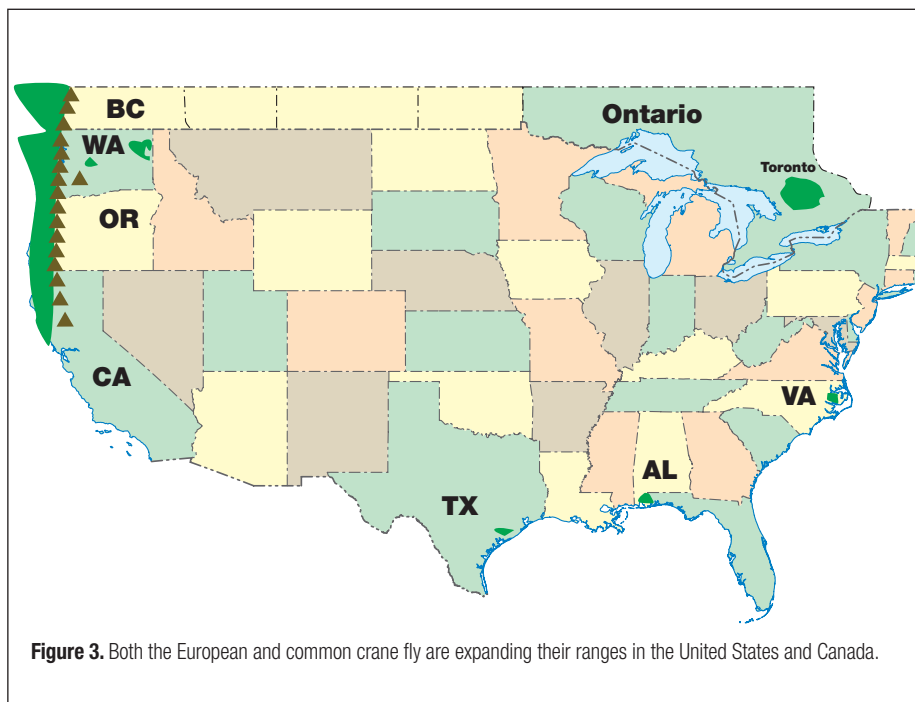 BC
Ontario
WA
Toronto
OR
CA
VA
AL
TX
Figure 3. Both the European and common crane fly are expanding their ranges in the United States and Canada.